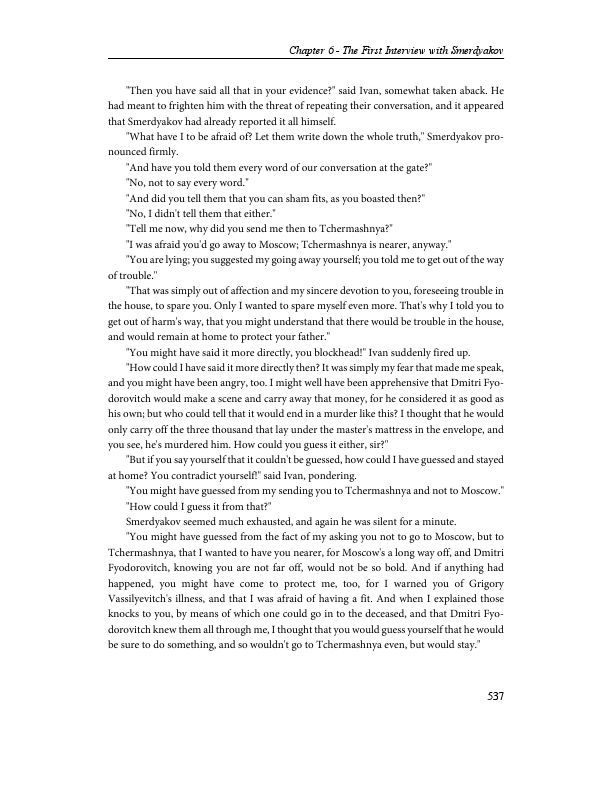 Chapter 6 - The First Interview with Smerdyakov
"Then you have said all that in your evidence?" said Ivan, somewhat taken aback. He
had meant to frighten him with the threat of repeating their conversation, and it appeared
that Smerdyakov had already reported it all himself.
"What have I to be afraid of? Let them write down the whole truth," Smerdyakov pro-
nounced firmly.
"And have you told them every word of our conversation at the gate?"
"No, not to say every word."
"And did you tell them that you can sham fits, as you boasted then?"
"No, I didn't tell them that either."
"Tell me now, why did you send me then to Tchermashnya?"
"I was afraid you'd go away to Moscow; Tchermashnya is nearer, anyway."
"You are lying; you suggested my going away yourself; you told me to get out of the way
of trouble."
"That was simply out of affection and my sincere devotion to you, foreseeing trouble in
the house, to spare you. Only I wanted to spare myself even more. That's why I told you to
get out of harm's way, that you might understand that there would be trouble in the house,
and would remain at home to protect your father."
"You might have said it more directly, you blockhead!" Ivan suddenly fired up.
"How could I have said it more directly then? It was simply my fear that made me speak,
and you might have been angry, too. I might well have been apprehensive that Dmitri Fyo-
dorovitch would make a scene and carry away that money, for he considered it as good as
his own; but who could tell that it would end in a murder like this? I thought that he would
only carry off the three thousand that lay under the master's mattress in the envelope, and
you see, he's murdered him. How could you guess it either, sir?"
"But if you say yourself that it couldn't be guessed, how could I have guessed and stayed
at home? You contradict yourself!" said Ivan, pondering.
"You might have guessed from my sending you to Tchermashnya and not to Moscow."
"How could I guess it from that?"
Smerdyakov seemed much exhausted, and again he was silent for a minute.
"You might have guessed from the fact of my asking you not to go to Moscow, but to
Tchermashnya, that I wanted to have you nearer, for Moscow's a long way off, and Dmitri
Fyodorovitch, knowing you are not far off, would not be so bold. And if anything had
happened, you might have come to protect me, too, for I warned you of Grigory
Vassilyevitch's illness, and that I was afraid of having a fit. And when I explained those
knocks to you, by means of which one could go in to the deceased, and that Dmitri Fyo-
dorovitch knew them all through me, I thought that you would guess yourself that he would
be sure to do something, and so wouldn't go to Tchermashnya even, but would stay."
537